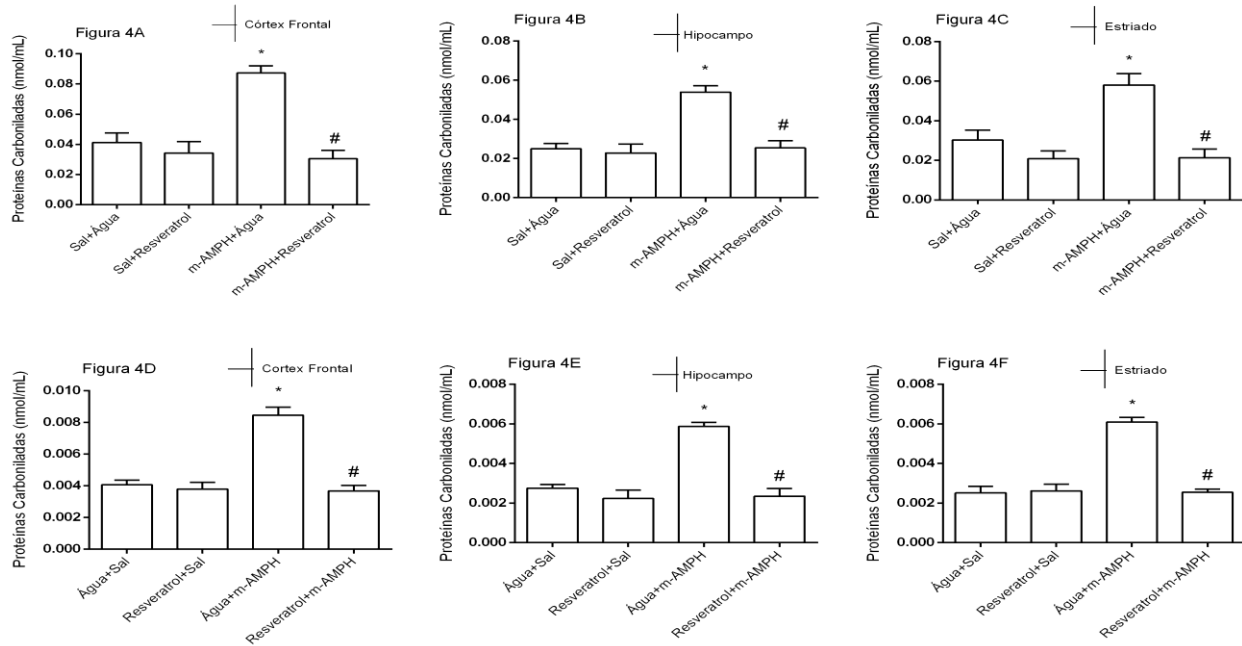 Figura 4A
Córtex Frontal
Proteínas Carboniladas (nmol/mL)
0.10
0.08
0.06
0.04
0.02
0.00
*
#
Sal+Água
Sal+Resveratrol
m-AMPH+Água
m-AMPH+Resveratrol
Figura 4B
Hipocampo
Proteínas Carboniladas (nmol/mL)
0.08
0.06
0.04
0.02
0.00
*
#
Sal+Água
Sal+Resveratrol
m-AMPH+Água
m-AMPH+Resveratrol
Figura 4C
Estriado
Proteínas Carboniladas (nmol/mL)
0.08
0.06
0.04
0.02
0.00
*
#
Sal+Água
Sal+Resveratrol
m-AMPH+Água
m-AMPH+Resveratrol
Figura 4D
Cortex Frontal
Proteínas Carboniladas (nmol/mL)
0.010
0.008
0.006
0.004
0.002
0.000
*
#
Água+Sal
Resveratrol+Sal
Água+m-AMPH
Resveratrol+m-AMPH
Figura 4E
Hipocampo
Proteínas Carboniladas (nmol/mL)
0.008
0.006
0.004
0.002
0.000
*
#
Água+Sal
Resveratrol+Sal
Água+m-AMPH
Resveratrol+m-AMPH
Figura 4F
Estriado
Proteínas Carboniladas (nmol/mL)
0.008
0.006
0.004
0.002
0.000
*
#
Água+Sal
Resveratrol+Sal
Água+m-AMPH
Resveratrol+m-AMPH